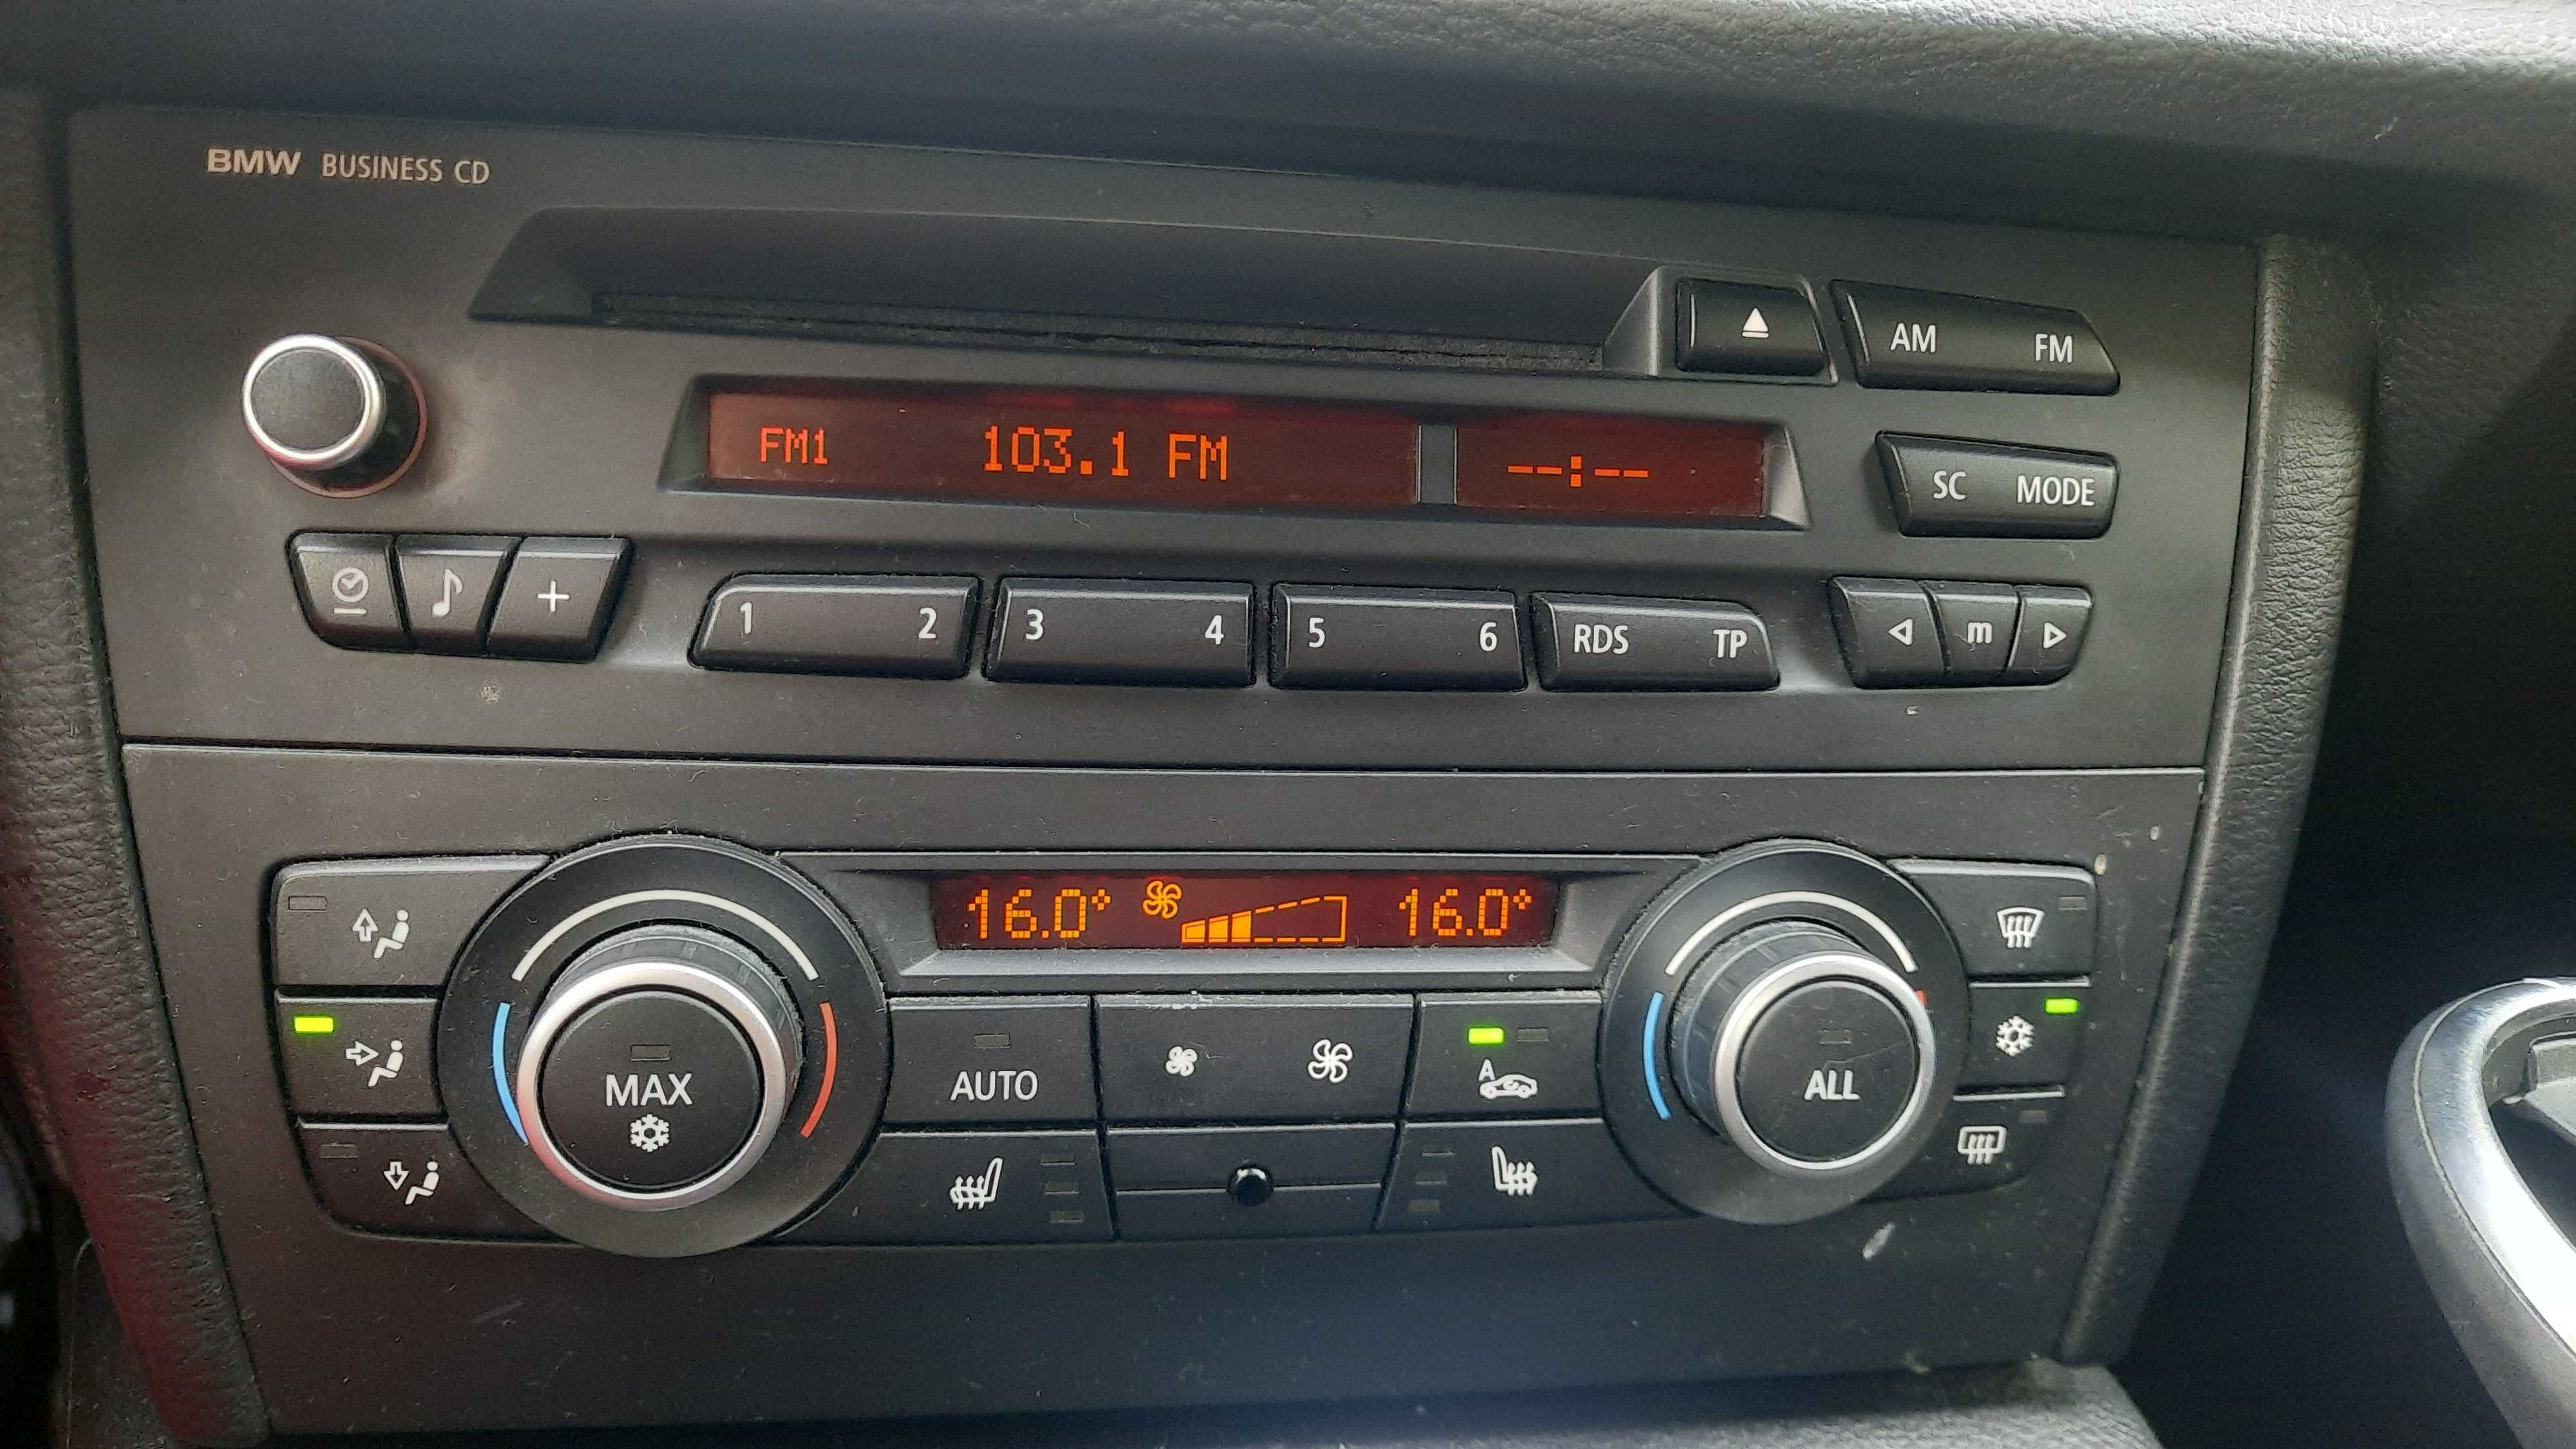 BMW BUSINESS CD
AM FM
FM1 103.1 FM --:--
SC MODE
1 2 3 4 5 6 RDS TP m
16.0° 16.0°
MAX AUTO A ALL